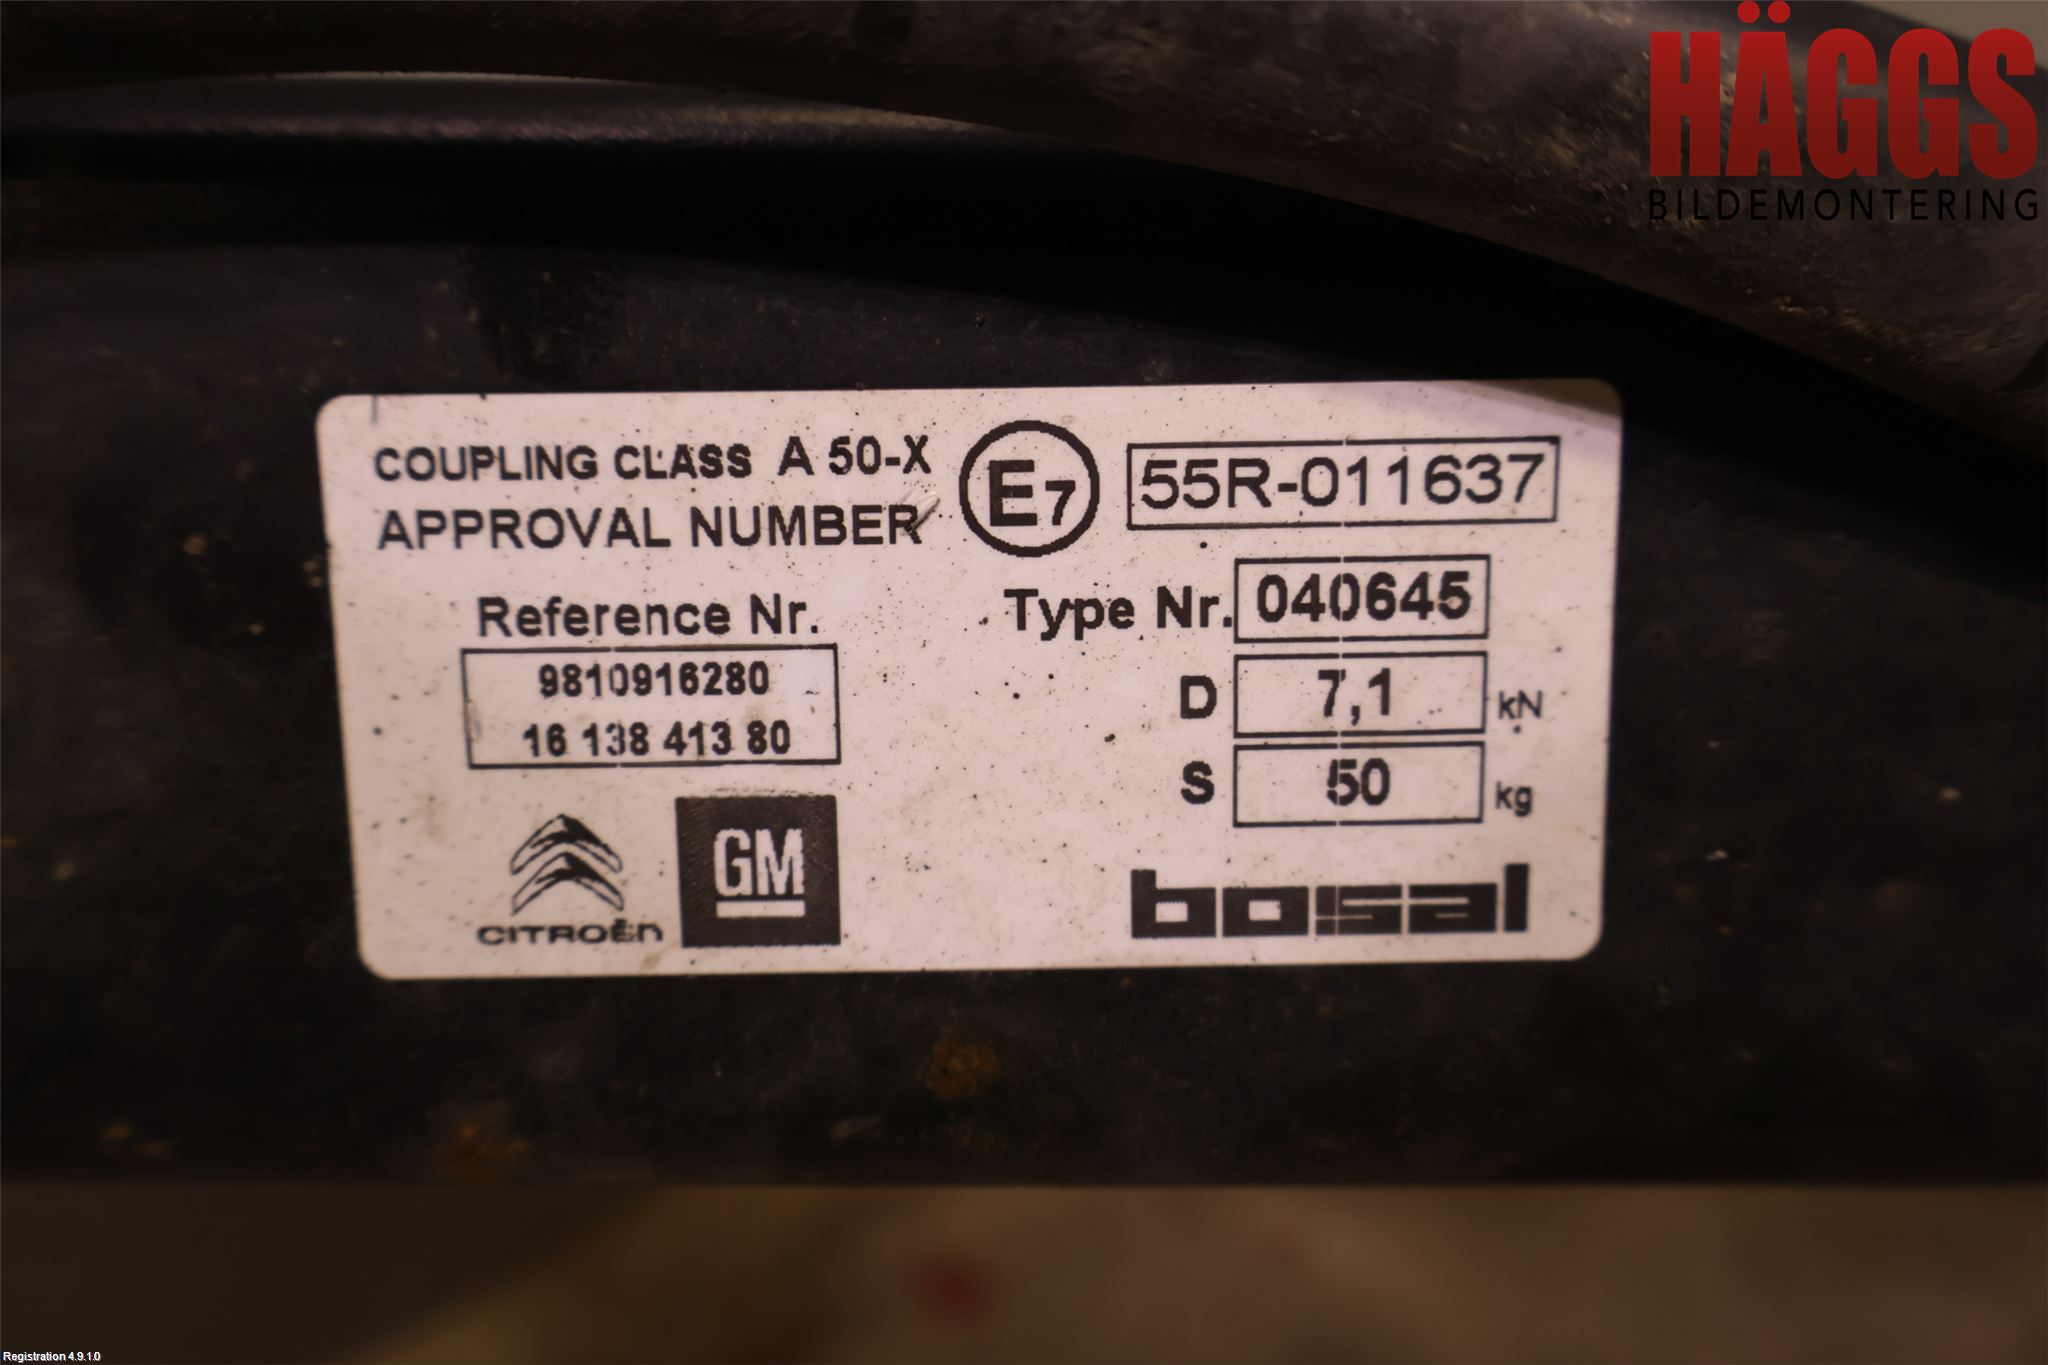 HÄGGS
BILDEMONTERING
COUPLING CLASS A 50-X
APPROVAL NUMBER
E7
55R-011637
Reference Nr.
9810916280
16 138 413 80
Type Nr. 040645
D 7,1 kN
S 50 kg
CITROËN
GM
bosal
Registration 4.9.1.0